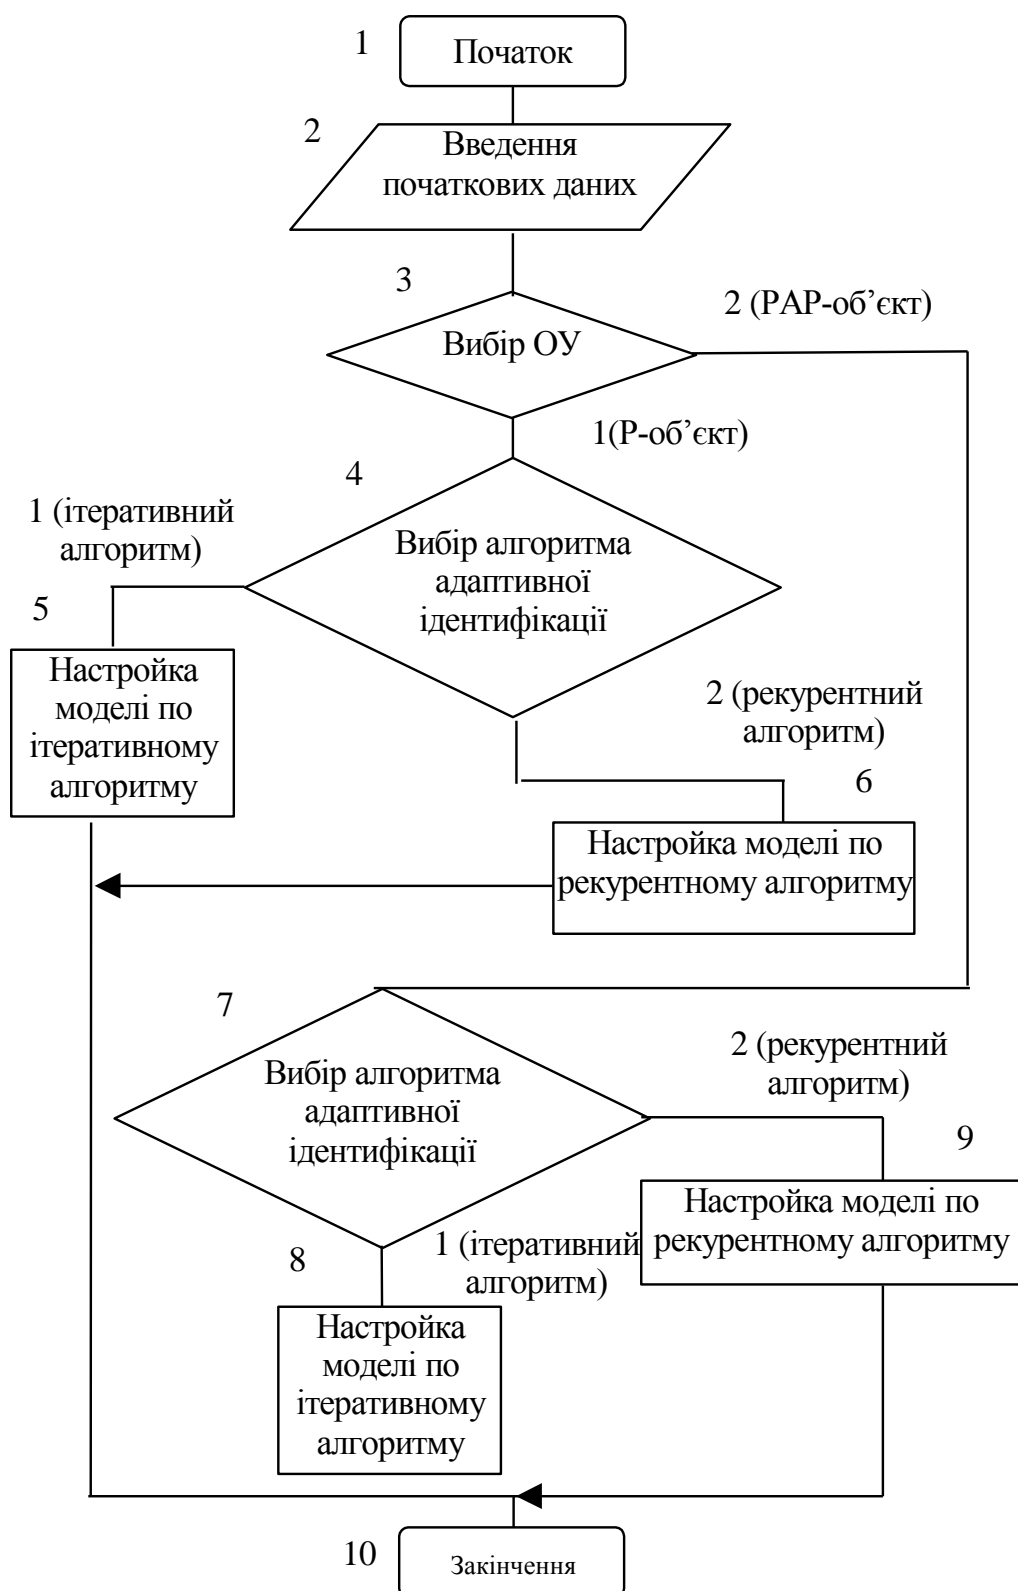 1
Початок
2
Введення
початкових даних
3
2 (РАР-об’єкт)
Вибір ОУ
1(Р-об’єкт)
4
1 (ітеративний
алгоритм)
Вибір алгоритма
адаптивної
ідентифікації
5
Настройка
моделі по
ітеративному
алгоритму
2 (рекурентний
алгоритм)
6
Настройка моделі по
рекурентному алгоритму
7
2 (рекурентний
алгоритм)
Вибір алгоритма
адаптивної
ідентифікації
9
Настройка моделі по
рекурентному алгоритму
8
1 (ітеративний
алгоритм)
Настройка
моделі по
ітеративному
алгоритму
10
Закінчення